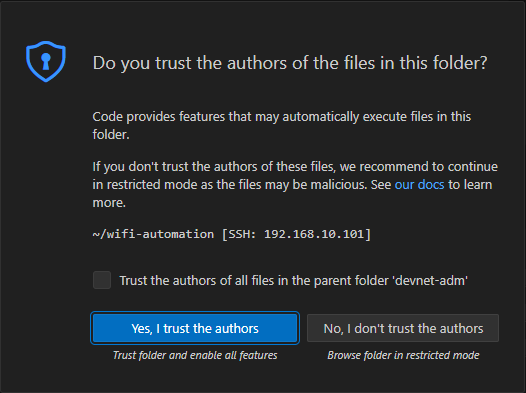 Do you trust the authors of the files in this folder?
Code provides features that may automatically execute files in this
folder.
If you don't trust the authors of these files, we recommend to continue
in restricted mode as the files may be malicious. See our docs to learn
more.
~/wifi-automation [SSH: 192.168.10.101]
Trust the authors of all files in the parent folder 'devnet-adm'
Yes, I trust the authors
No, I don't trust the authors
Trust folder and enable all features
Browse folder in restricted mode